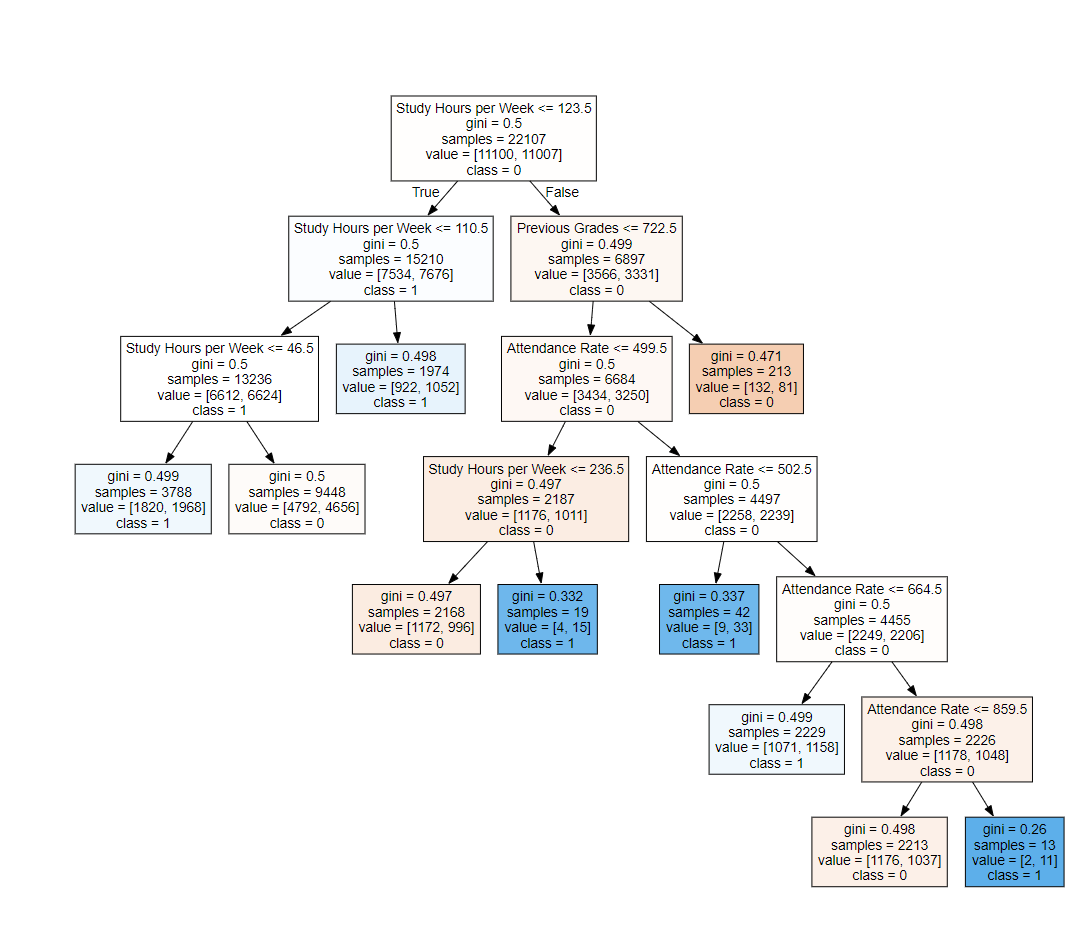 Study Hours per Week <= 123.5
gini = 0.5
samples = 22107
value = [11100, 11007]
class = 0
True
False
Study Hours per Week <= 110.5
gini = 0.5
samples = 15210
value = [7534, 7676]
class = 1
Previous Grades <= 722.5
gini = 0.499
samples = 6897
value = [3566, 3331]
class = 0
Study Hours per Week <= 46.5
gini = 0.5
samples = 13236
value = [6612, 6624]
class = 1
gini = 0.498
samples = 1974
value = [922, 1052]
class = 1
Attendance Rate <= 499.5
gini = 0.5
samples = 6684
value = [3434, 3250]
class = 0
gini = 0.471
samples = 213
value = [132, 81]
class = 0
gini = 0.499
samples = 3788
value = [1820, 1968]
class = 1
gini = 0.5
samples = 9448
value = [4792, 4656]
class = 0
Study Hours per Week <= 236.5
gini = 0.497
samples = 2187
value = [1176, 1011]
class = 0
Attendance Rate <= 502.5
gini = 0.5
samples = 4497
value = [2258, 2239]
class = 0
gini = 0.497
samples = 2168
value = [1172, 996]
class = 0
gini = 0.332
samples = 19
value = [4, 15]
class = 1
gini = 0.337
samples = 42
value = [9, 33]
class = 1
Attendance Rate <= 664.5
gini = 0.5
samples = 4455
value = [2249, 2206]
class = 0
gini = 0.499
samples = 2229
value = [1071, 1158]
class = 1
Attendance Rate <= 859.5
gini = 0.498
samples = 2226
value = [1178, 1048]
class = 0
gini = 0.498
samples = 2213
value = [1176, 1037]
class = 0
gini = 0.26
samples = 13
value = [2, 11]
class = 1